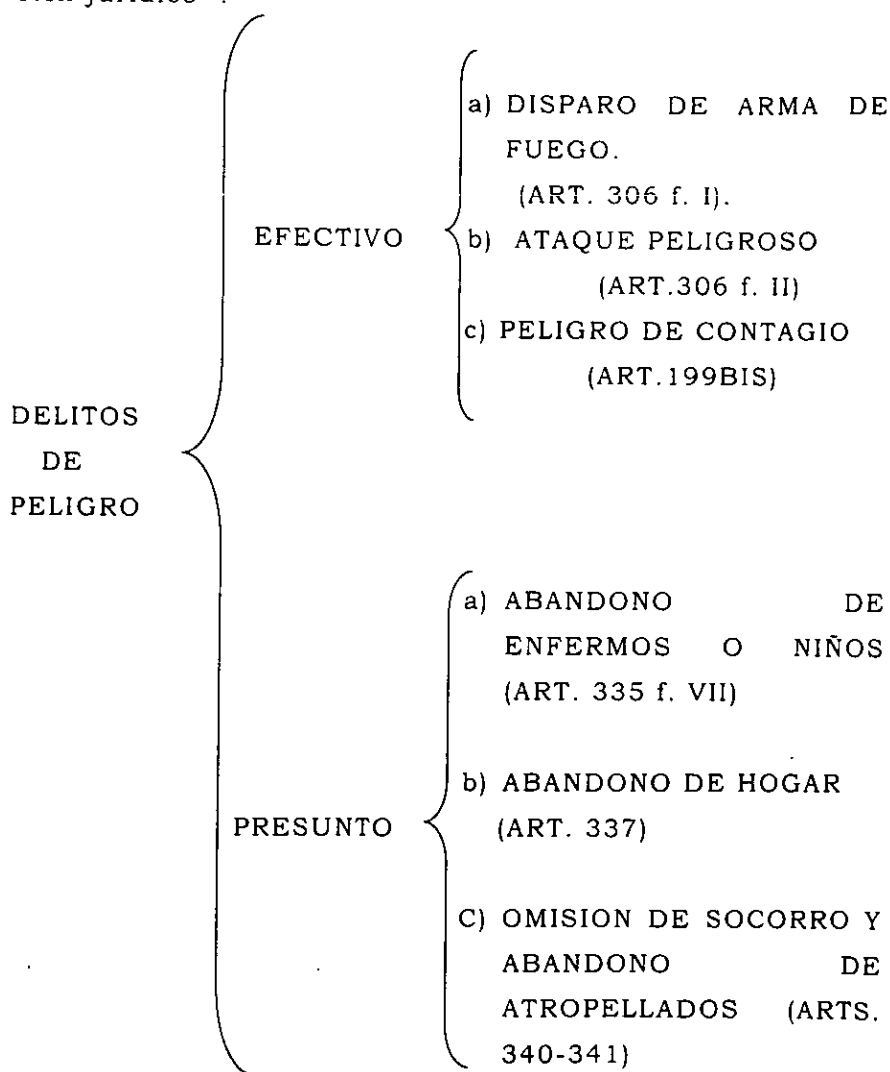 jurídico
DELITOS
DE
PELIGRO
EFECTIVO
a) DISPARO DE ARMA DE
FUEGO.
(ART. 306 f. I).
b) ATAQUE PELIGROSO
(ART.306 f. II)
c) PELIGRO DE CONTAGIO
(ART.199BIS)
PRESUNTO
a) ABANDONO DE
ENFERMOS O NIÑOS
(ART. 335 f. VII)
b) ABANDONO DE HOGAR
(ART. 337)
C) OMISION DE SOCORRO Y
ABANDONO DE
ATROPELLADOS (ARTS.
340-341)